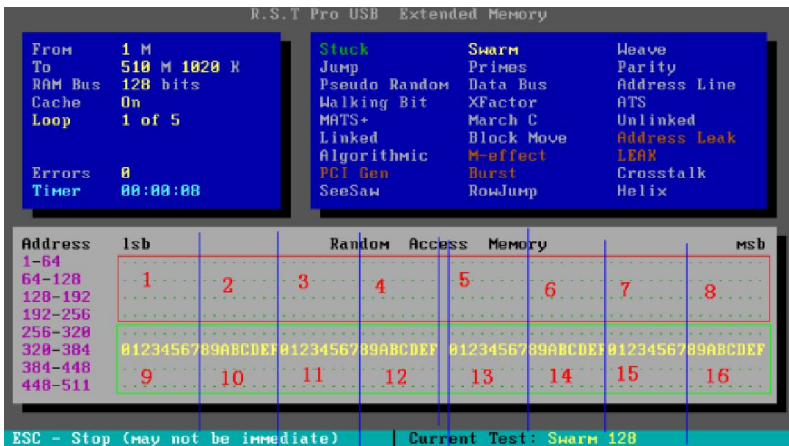 R.S.T Pro USB Extended Memory
From 1 M
To 510 M 1020 K
RAM Bus 128 bits
Cache On
Loop 1 of 5
Errors 0
Timer 00:00:08
Stuck Swarm Weave
Jump Primes Parity
Pseudo Random Data Bus Address Line
Walking Bit XFactor ATS
MATS+ March C Unlinked
Linked Block Move Address Leak
Algorithmic M-effect LEAK
PCI Gen Burst Crosstalk
SeeSaw RowJump Helix
Address lsb Random Access Memory msb
1-64
64-128
1 2 3 4 5 6 7 8
128-192
192-256
256-320
320-384 0123456789ABCDEF0123456789ABCDEF 0123456789ABCDEF0123456789ABCDEF
384-448
9 10 11 12 13 14 15 16
448-511
ESC - Stop (may not be immediate) | Current Test: Swarm 128